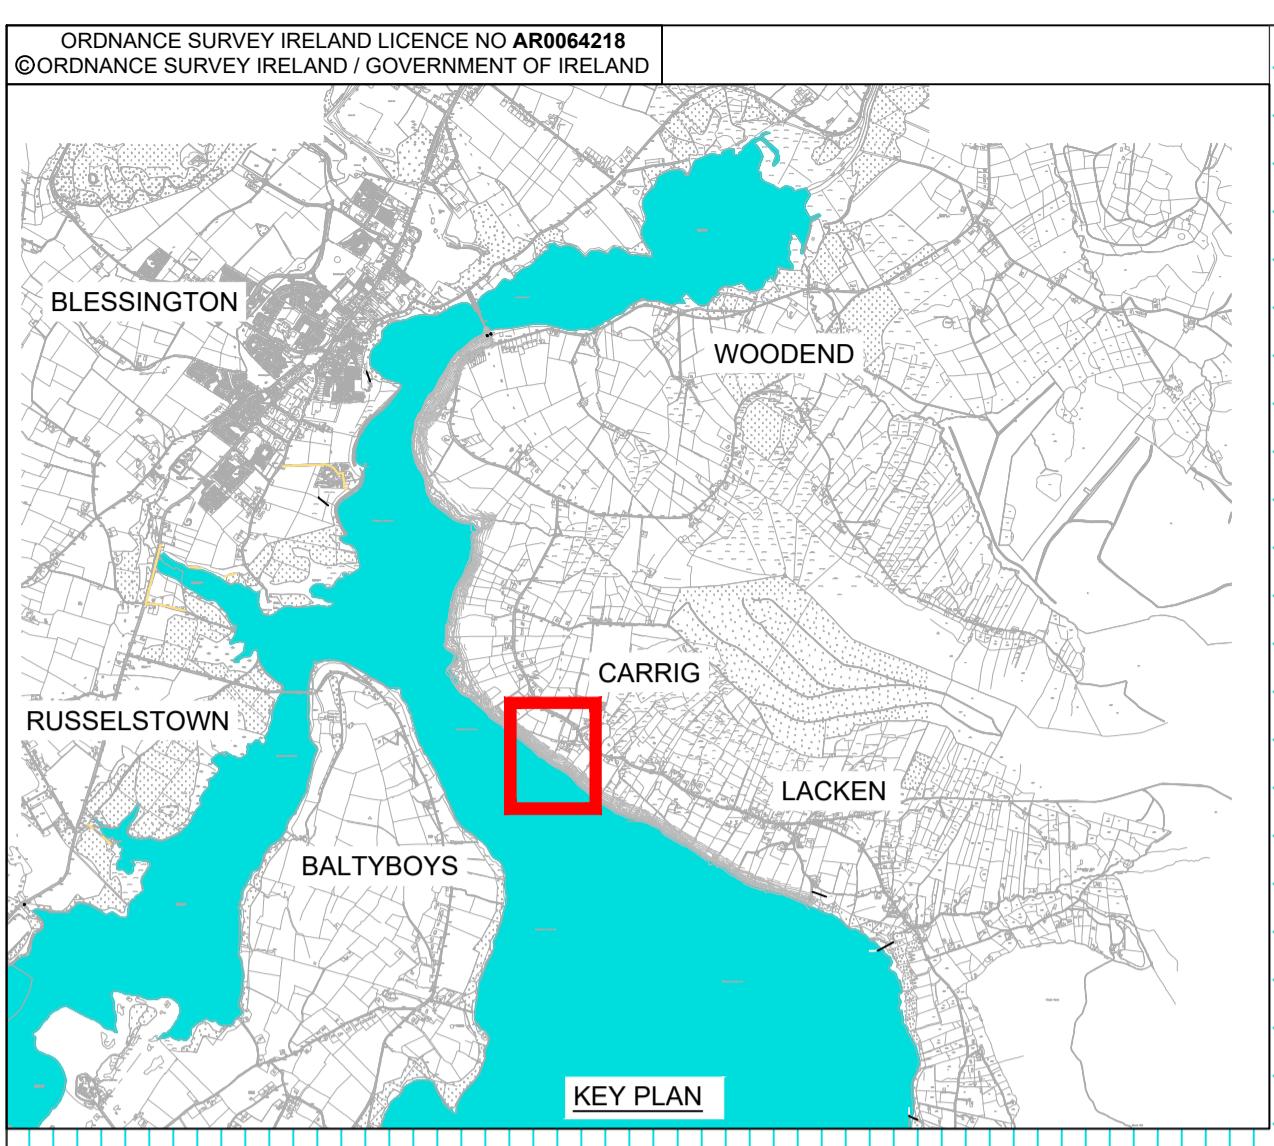 ORDNANCE SURVEY IRELAND LICENCE NO AR0064218
©ORDNANCE SURVEY IRELAND / GOVERNMENT OF IRELAND
BLESSINGTON
WOODEND
CARRIG
RUSSELSTOWN
LACKEN
BALTYBOYS
KEY PLAN